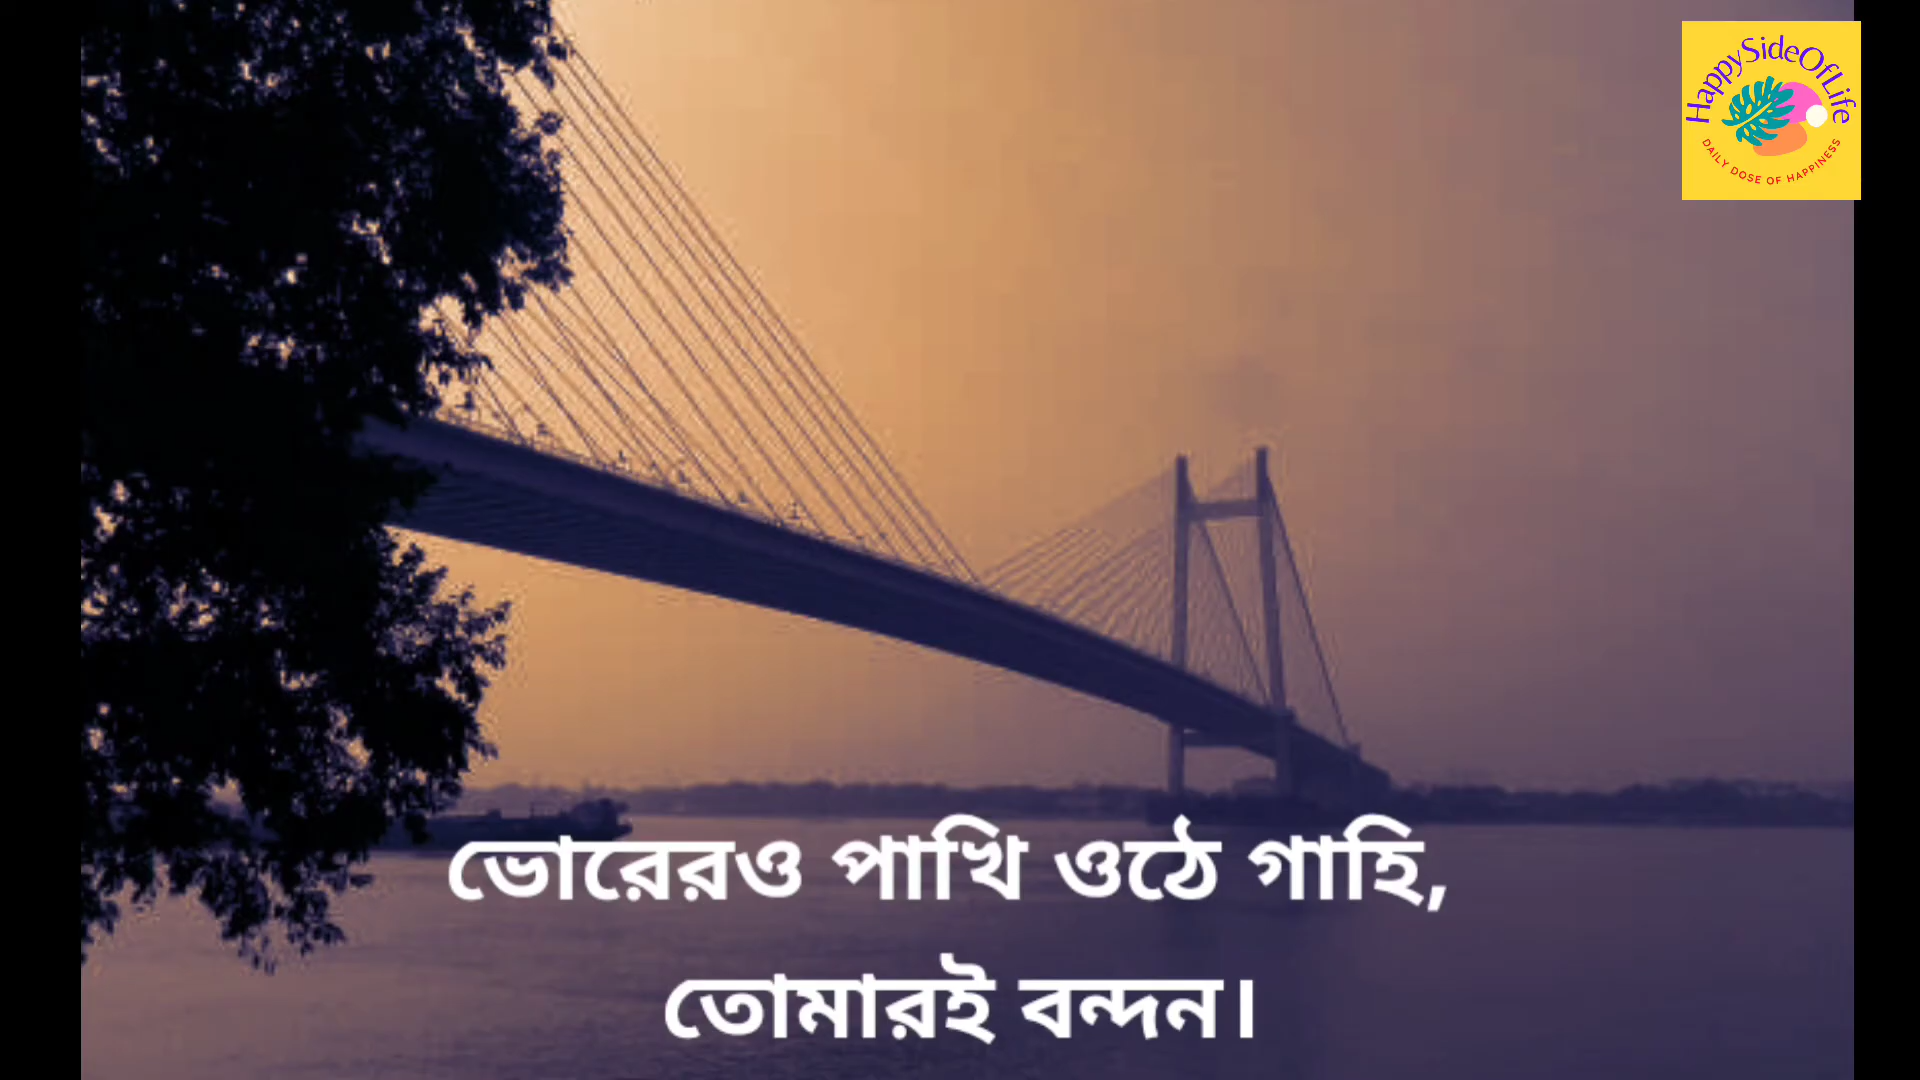 HappySideOfLife
DAILY DOSE OF HAPPINESS
ভোরেরও পাখি ওঠে গাহি,
তোমারই বন্দন।